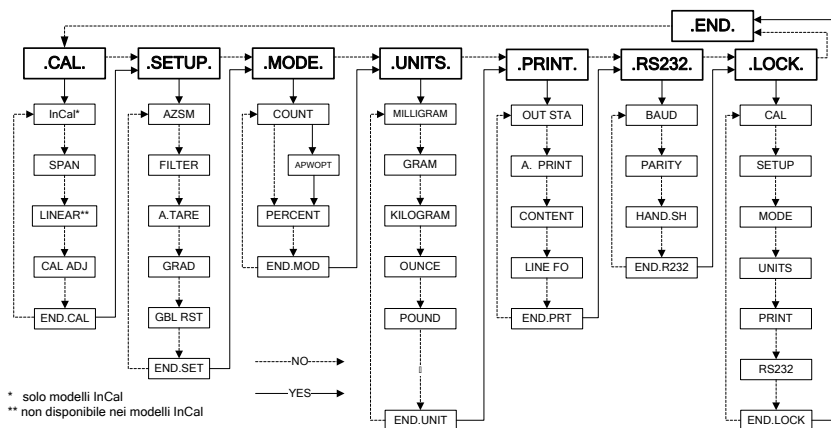 .END.
.CAL.
.SETUP.
.MODE.
.UNITS.
.PRINT.
.RS232.
.LOCK.
InCal*
SPAN
LINEAR**
CAL ADJ
END.CAL
AZSM
FILTER
A.TARE
GRAD
GBL RST
END.SET
COUNT
APWOPT
PERCENT
END.MOD
MILLIGRAM
GRAM
KILOGRAM
OUNCE
POUND
END.UNIT
OUT STA
A. PRINT
CONTENT
LINE FO
END.PRT
BAUD
PARITY
HAND.SH
END.R232
CAL
SETUP
MODE
UNITS
PRINT
RS232
END.LOCK
NO
YES
* solo modelli InCal
** non disponibile nei modelli InCal